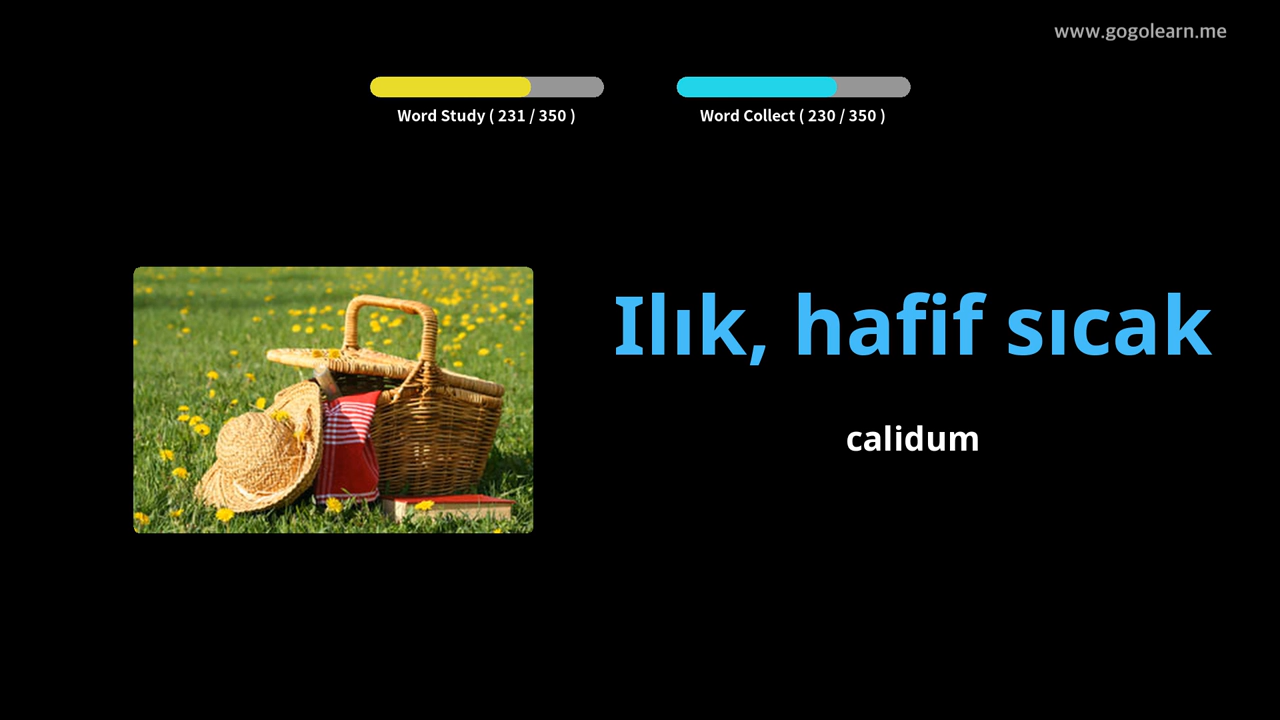 www.gogolearn.me
Word Study ( 231 / 350 )
Word Collect ( 230 / 350 )
Ilık, hafif sıcak
calidum